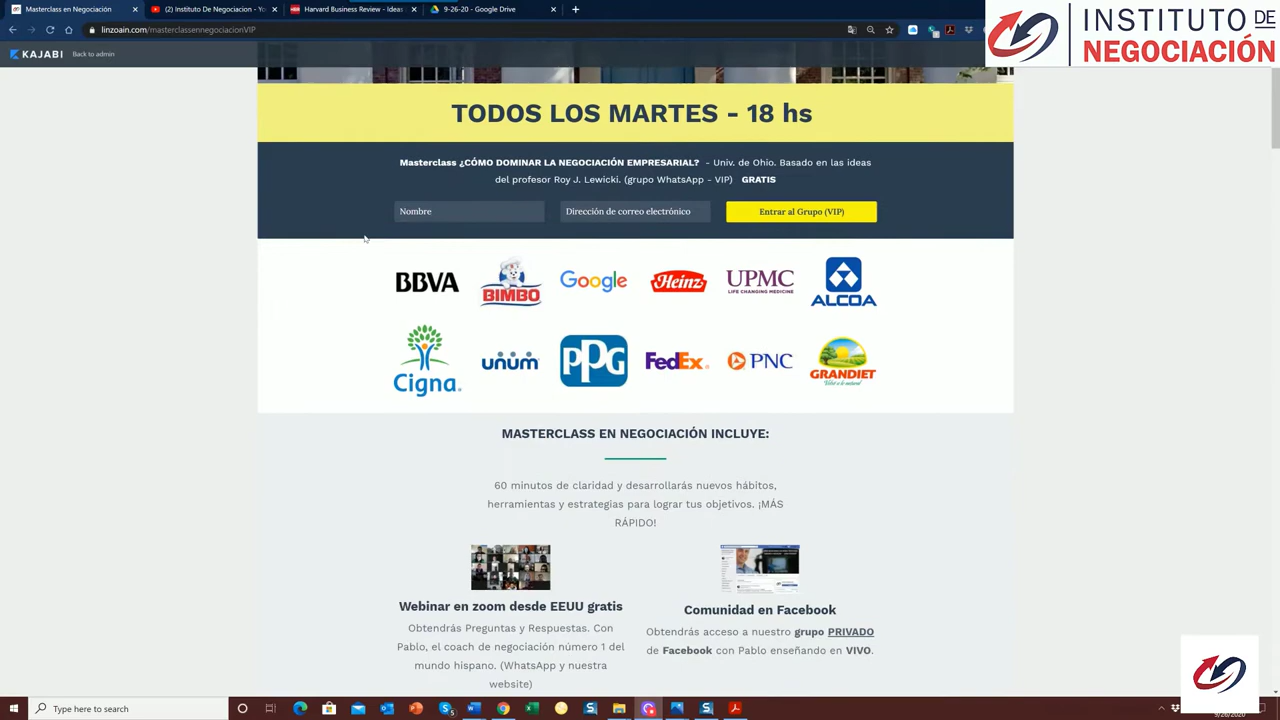 Masterclass en Negociación
(2) Instituto De Negociacion - Yo
Harvard Business Review - Ideas
9-26-20 - Google Drive
linzoain.com/masterclassennegociacionVIP
INSTITUTO DE
NEGOCIACIÓN
KAJABI
Back to admin
TODOS LOS MARTES - 18 hs
Masterclass ¿CÓMO DOMINAR LA NEGOCIACIÓN EMPRESARIAL? - Univ. de Ohio. Basado en las ideas
del profesor Roy J. Lewicki. (grupo WhatsApp - VIP) GRATIS
Nombre
Dirección de correo electrónico
Entrar al Grupo (VIP)
BBVA
BIMBO
Google
Heinz
UPMC
LIFE CHANGING MEDICINE
ALCOA
Cigna
unum
PPG
FedEx
PNC
GRANDIET
MASTERCLASS EN NEGOCIACIÓN INCLUYE:
60 minutos de claridad y desarrollarás nuevos hábitos,
herramientas y estrategias para lograr tus objetivos. ¡MÁS
RÁPIDO!
Webinar en zoom desde EEUU gratis
Obtendrás Preguntas y Respuestas. Con
Pablo, el coach de negociación número 1 del
mundo hispano. (WhatsApp y nuestra
website)
Comunidad en Facebook
Obtendrás acceso a nuestro grupo PRIVADO
de Facebook con Pablo enseñando en VIVO.
Type here to search
9/26/2020